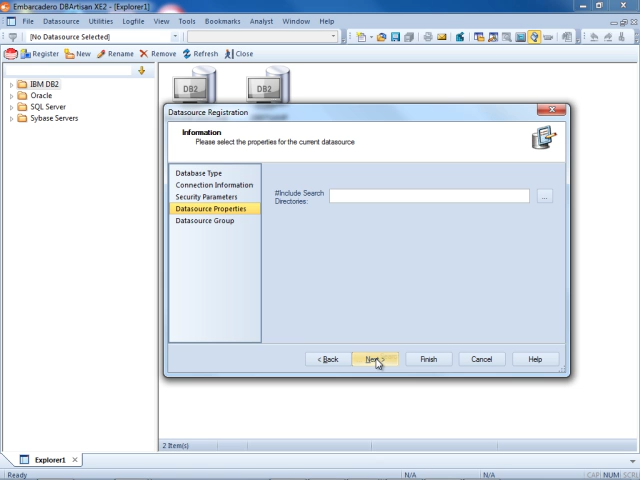 Embarcadero DBArtisan XE2 - [Explorer1]
File Datasource Utilities Logfile View Tools Bookmarks Analyst Window Help
[No Datasource Selected]
Register New Rename Remove Refresh Close
IBM DB2
Oracle
SQL Server
Sybase Servers
DB2 DB2
Datasource Registration
Information
Please select the properties for the current datasource
Database Type
Connection Information
Security Parameters
Datasource Properties
Datasource Group
#Include Search
Directories:
...
< Back Next > Finish Cancel Help
2 Item(s)
Explorer1
Ready N/A N/A CAP NUM SCRL